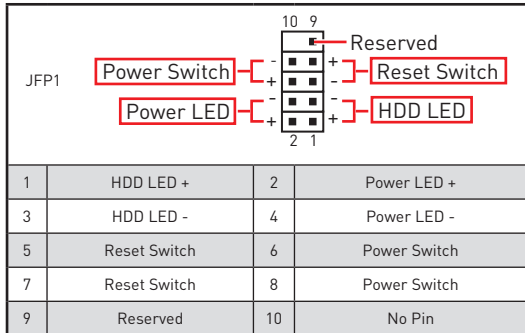 10 9
Reserved
JFP1
Power Switch - + Reset Switch
+ -
Power LED - - HDD LED
+ +
2 1
1 HDD LED + 2 Power LED +
3 HDD LED - 4 Power LED -
5 Reset Switch 6 Power Switch
7 Reset Switch 8 Power Switch
9 Reserved 10 No Pin